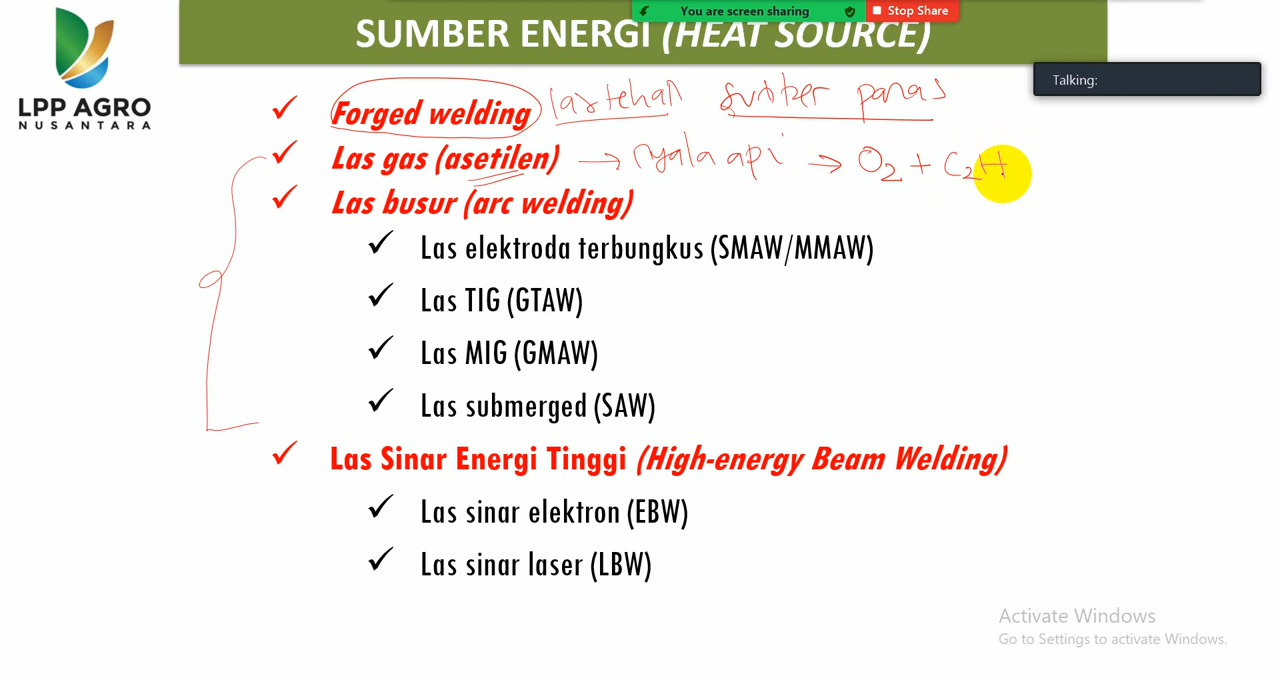 You are screen sharing
Stop Share
SUMBER ENERGI (HEAT SOURCE)
Talking:
LPP AGRO
NUSANTARA
✓ Forged welding sumber panas
✓ Las gas (asetilen) → nyala api → O2 + C2H
✓ Las busur (arc welding)
✓ Las elektroda terbungkus (SMAW/MMAW)
✓ Las TIG (GTAW)
✓ Las MIG (GMAW)
✓ Las submerged (SAW)
✓ Las Sinar Energi Tinggi (High-energy Beam Welding)
✓ Las sinar elektron (EBW)
✓ Las sinar laser (LBW)
Activate Windows
Go to Settings to activate Windows.